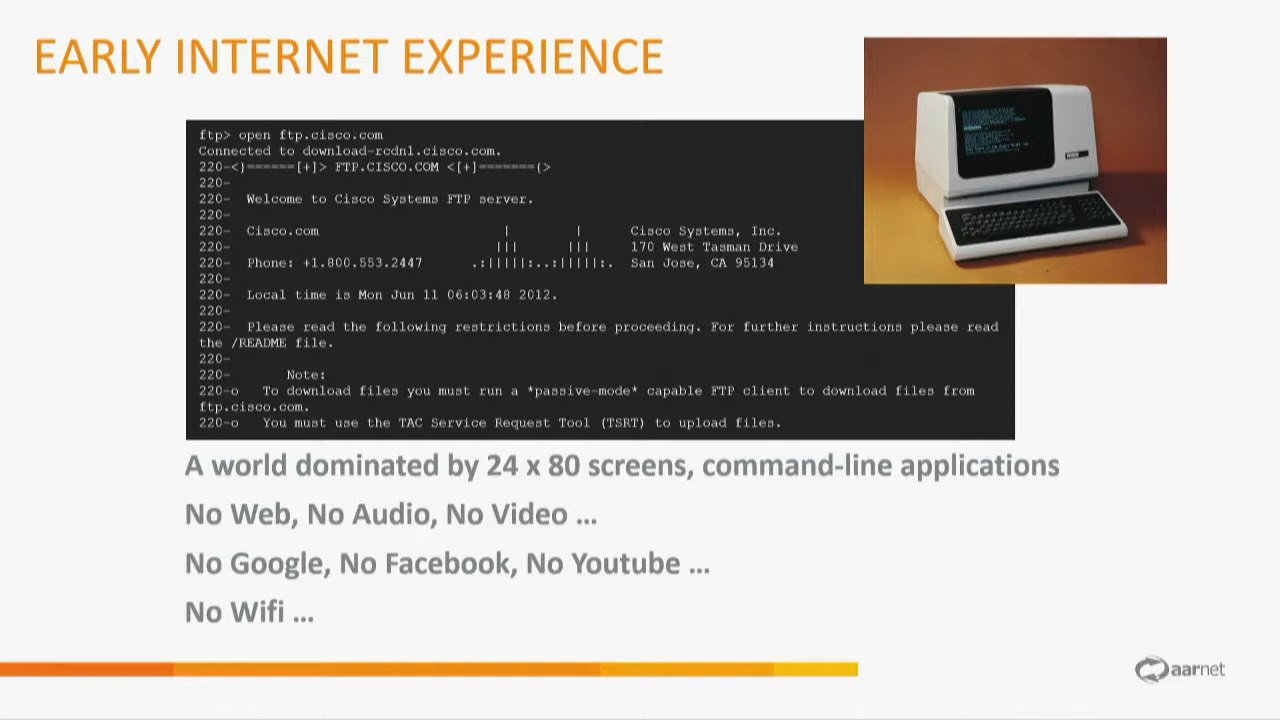 EARLY INTERNET EXPERIENCE
ftp> open ftp.cisco.com
Connected to download-rcdn1.cisco.com.
220-<)======[+]> FTP.CISCO.COM <[+]=======(>
220-
220-  Welcome to Cisco Systems FTP server.
220-
220-  Cisco.com                       |        |      Cisco Systems, Inc.
220-                                 |||      |||     170 West Tasman Drive
220-  Phone: +1.800.553.2447      .:|||||:..:|||||:.  San Jose, CA 95134
220-
220-  Local time is Mon Jun 11 06:03:48 2012.
220-
220-  Please read the following restrictions before proceeding. For further instructions please read
the /README file.
220-
220-       Note:
220-o   To download files you must run a *passive-mode* capable FTP client to download files from
ftp.cisco.com.
220-o   You must use the TAC Service Request Tool (TSRT) to upload files.
A world dominated by 24 x 80 screens, command-line applications
No Web, No Audio, No Video ...
No Google, No Facebook, No Youtube ...
No Wifi ...
aarnet